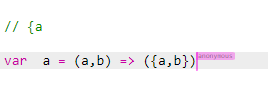 // {a
var  a = (a,b) => ({a,b})
anonymous